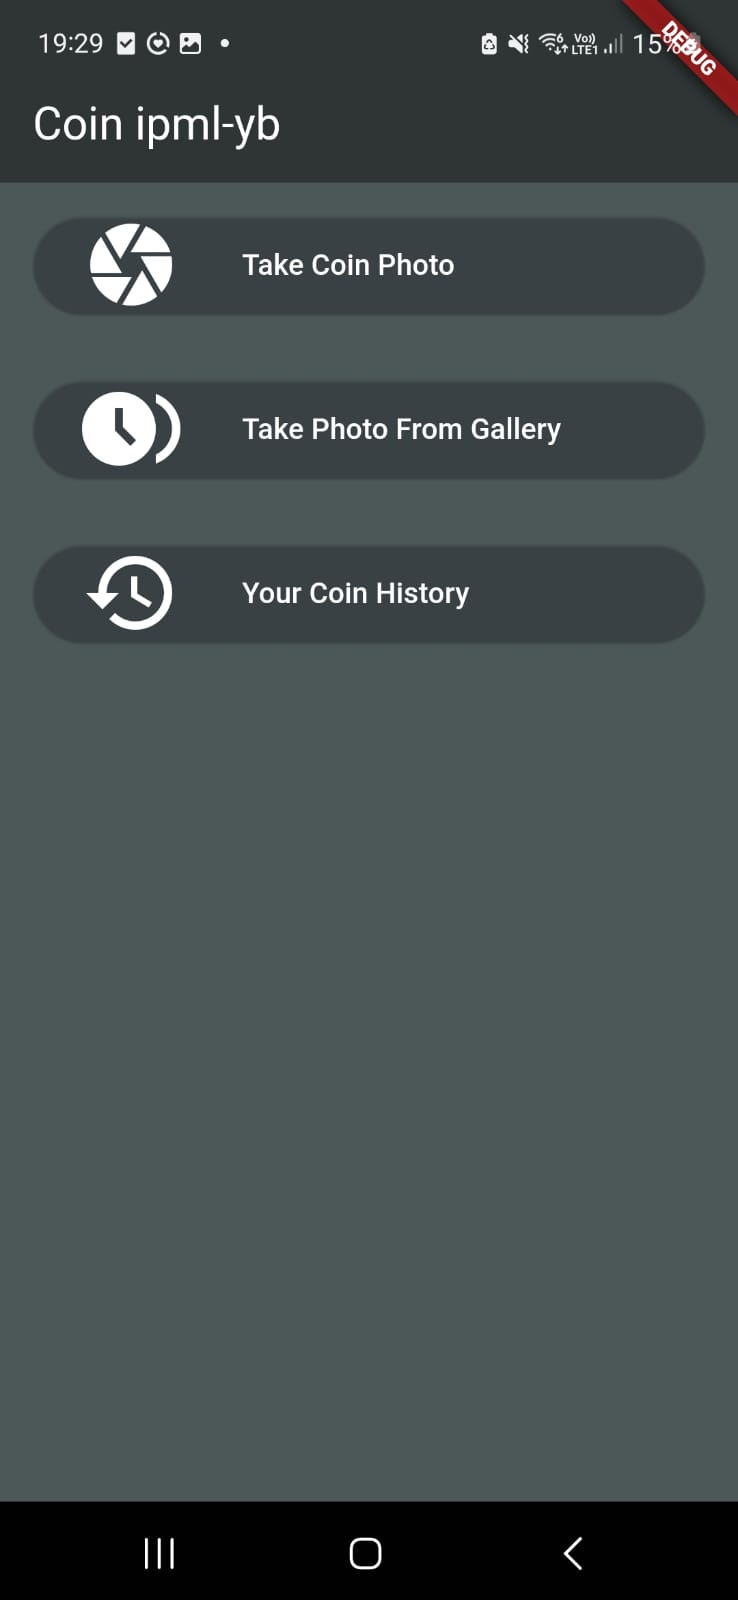 19:29
Vo)) LTE1
15%
DEBUG
Coin ipml-yb
Take Coin Photo
Take Photo From Gallery
Your Coin History